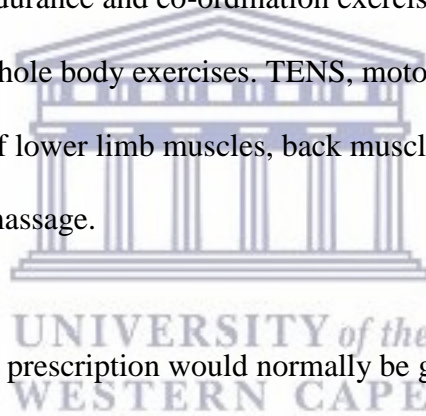 durance and co-ordination exercis
hole body exercises. TENS, moto
f lower limb muscles, back muscl
nassage.
UNIVERSITY of the
prescription would normally be g
WESTERN CAPE